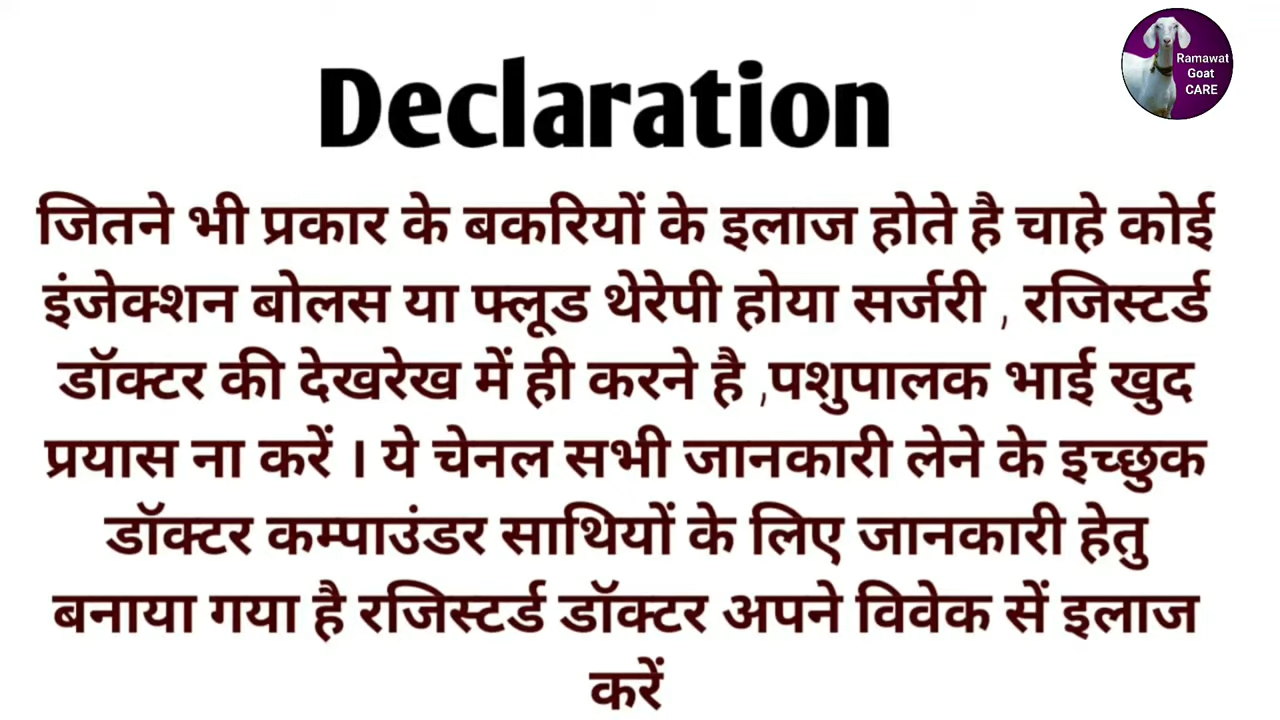 Ramawat
Goat
CARE
Declaration
जितने भी प्रकार के बकरियों के इलाज होते है चाहे कोई
इंजेक्शन बोलस या फ्लूड थेरेपी होया सर्जरी , रजिस्टर्ड
डॉक्टर की देखरेख में ही करने है ,पशुपालक भाई खुद
प्रयास ना करें । ये चेनल सभी जानकारी लेने के इच्छुक
डॉक्टर कम्पाउंडर साथियों के लिए जानकारी हेतु
बनाया गया है रजिस्टर्ड डॉक्टर अपने विवेक सें इलाज
करें